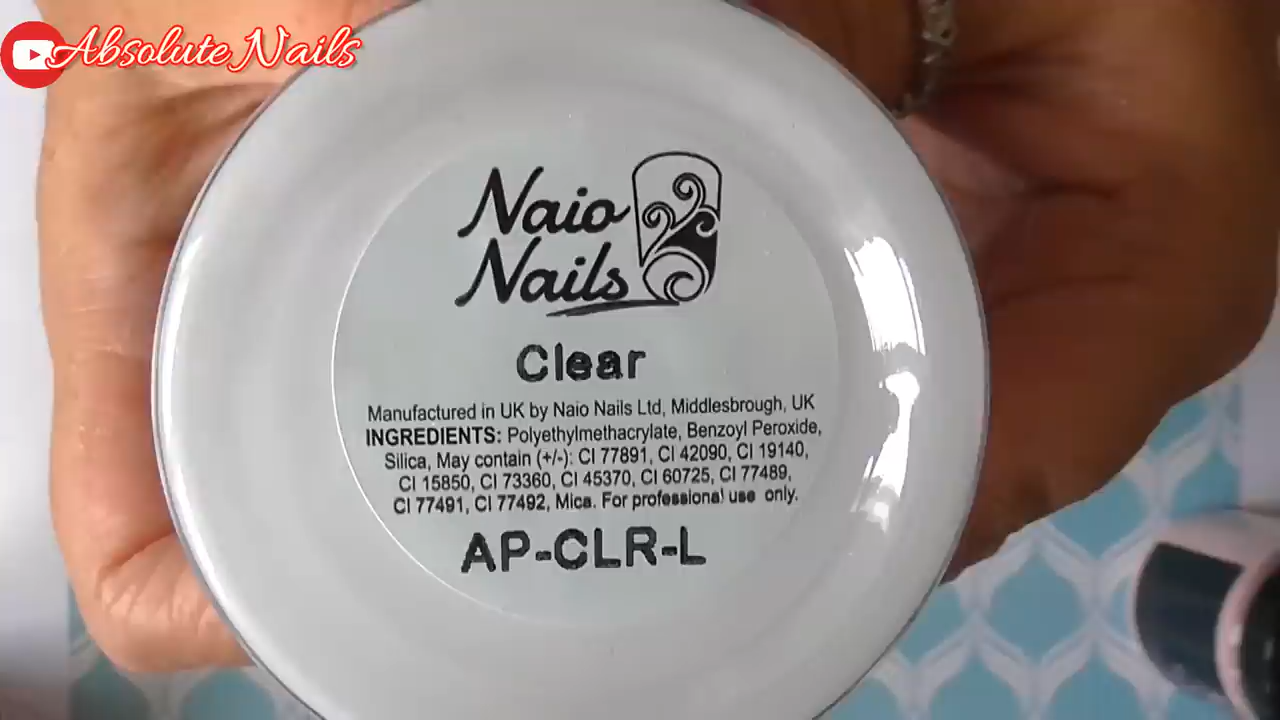 Absolute Nails
Naio
Nails
Clear
Manufactured in UK by Naio Nails Ltd, Middlesbrough, UK
INGREDIENTS: Polyethylmethacrylate, Benzoyl Peroxide,
Silica, May contain (+/-): CI 77891, CI 42090, CI 19140,
CI 15850, CI 73360, CI 45370, CI 60725, CI 77489,
CI 77491, CI 77492, Mica. For professional use only.
AP-CLR-L